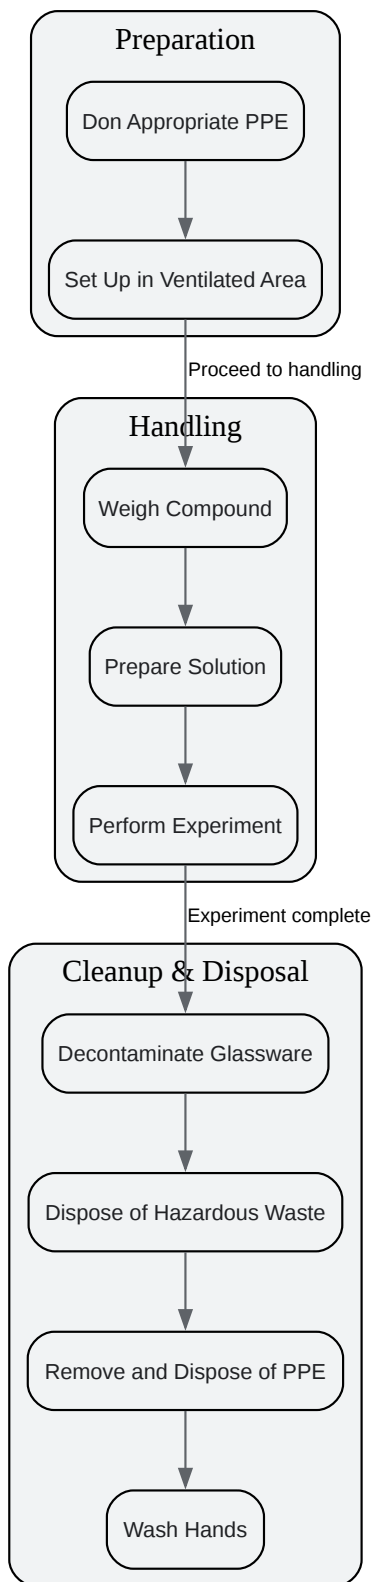 Preparation
Don Appropriate PPE
Set Up in Ventilated Area
Proceed to handling
Handling
Weigh Compound
Prepare Solution
Perform Experiment
Experiment complete
Cleanup & Disposal
Decontaminate Glassware
Dispose of Hazardous Waste
Remove and Dispose of PPE
Wash Hands